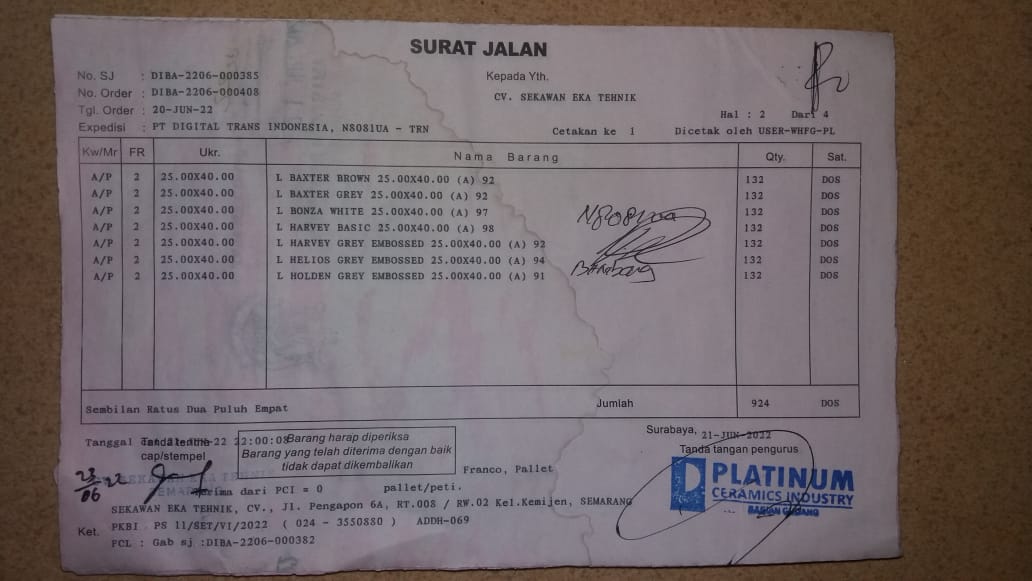 SURAT JALAN
No. SJ : DIBA-2206-000385
Kepada Yth.
No. Order : DIBA-2206-000408
CV. SEKAWAN EKA TEHNIK
Tgl. Order : 20-JUN-22
Hal : 2 Dari 4
Expedisi : PT DIGITAL TRANS INDONESIA, N8081UA - TRN
Cetakan ke 1 Dicetak oleh USER-WHFG-PL
Kw/Mr FR Ukr. Nama Barang Qty. Sat.
A/P 2 25.00X40.00 L BAXTER BROWN 25.00X40.00 (A) 92 132 DOS
A/P 2 25.00X40.00 L BAXTER GREY 25.00X40.00 (A) 92 132 DOS
A/P 2 25.00X40.00 L BONZA WHITE 25.00X40.00 (A) 97 132 DOS
A/P 2 25.00X40.00 L HARVEY BASIC 25.00X40.00 (A) 98 132 DOS
A/P 2 25.00X40.00 L HARVEY GREY EMBOSSED 25.00X40.00 (A) 92 132 DOS
A/P 2 25.00X40.00 L HELIOS GREY EMBOSSED 25.00X40.00 (A) 94 132 DOS
A/P 2 25.00X40.00 L HOLDEN GREY EMBOSSED 25.00X40.00 (A) 91 132 DOS
Bambang
Sembilan Ratus Dua Puluh Empat Jumlah 924 DOS
Surabaya, 21-JUN-2022
Tanggal 22:00:08
cap/stempel
Barang harap diperiksa
Barang yang telah diterima dengan baik
tidak dapat dikembalikan
Tanda tangan pengurus
Franco, Pallet
PLATINUM
CERAMICS INDUSTRY
BAGIAN GUDANG
23/06 22
terima dari PCI = 0 pallet/peti.
SEKAWAN EKA TEHNIK, CV., Jl. Pengapon 6A, RT.008 / RW.02 Kel.Kemijen, SEMARANG
Ket. PKBI PS 11/SET/VI/2022 ( 024 - 3550880 ) ADDH-069
FCL : Gab sj :DIBA-2206-000382